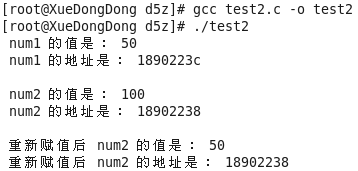 [root@XueDongDong d5z]# gcc test2.c -o test2
[root@XueDongDong d5z]# ./test2
num1 的值是： 50
num1 的地址是： 1890223c
num2 的值是： 100
num2 的地址是： 18902238
重新赋值后 num2 的值是： 50
重新赋值后 num2 的地址是： 18902238